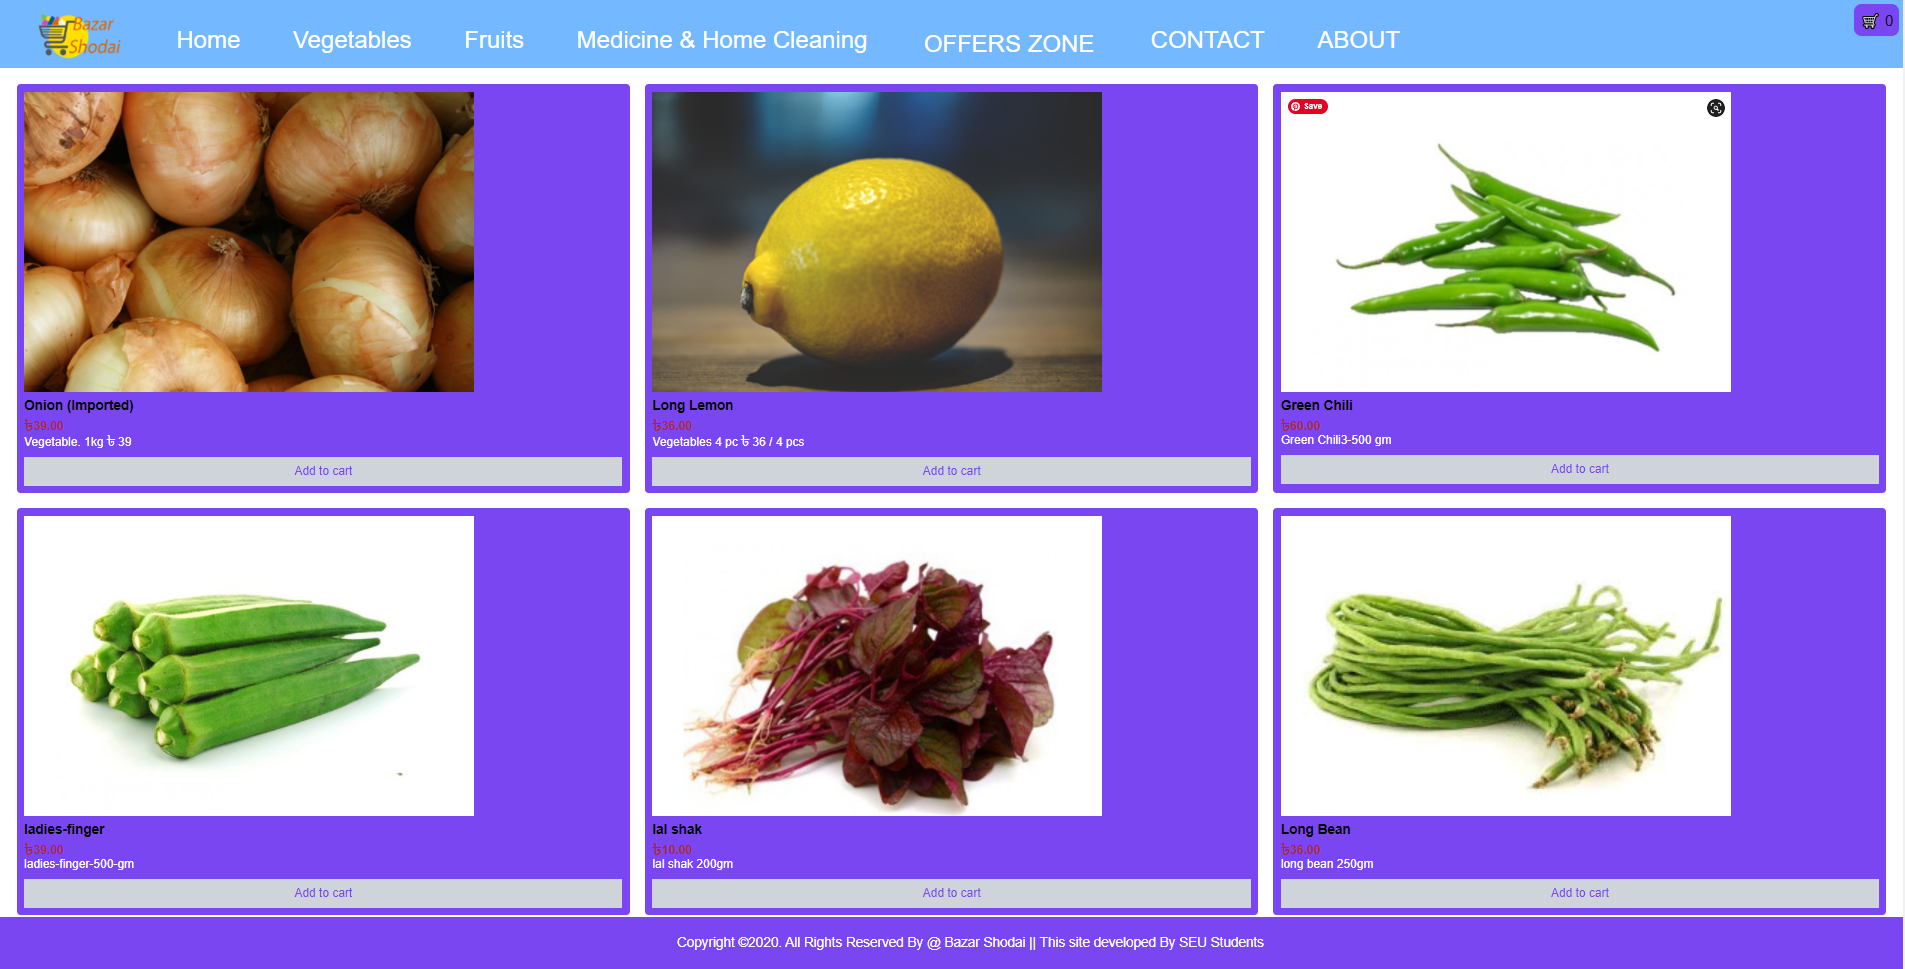 Bazar
Shodai
Home
Vegetables
Fruits
Medicine & Home Cleaning
OFFERS ZONE
CONTACT
ABOUT
0
Save
Onion (Imported)
৳39.00
Vegetable. 1kg ৳ 39
Add to cart
Long Lemon
৳36.00
Vegetables 4 pc ৳ 36 / 4 pcs
Add to cart
Green Chili
৳60.00
Green Chili3-500 gm
Add to cart
ladies-finger
৳39.00
ladies-finger-500-gm
Add to cart
lal shak
৳10.00
lal shak 200gm
Add to cart
Long Bean
৳36.00
long bean 250gm
Add to cart
Copyright ©2020. All Rights Reserved By @ Bazar Shodai || This site developed By SEU Students